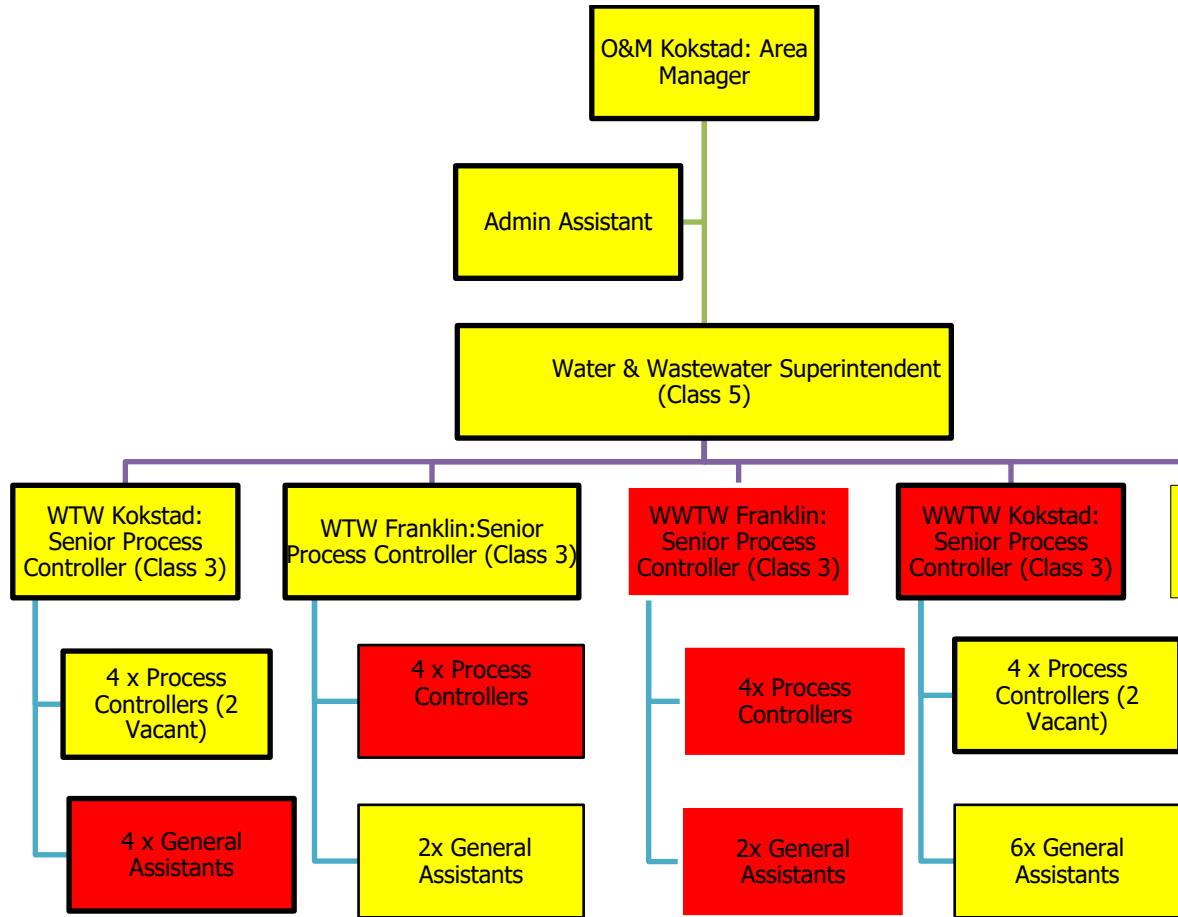 O&M Kokstad: Area
Manager
Admin Assistant
Water & Wastewater Superintendent
(Class 5)
WTW Kokstad:
Senior Process
Controller (Class 3)
WTW Franklin:Senior
Process Controller (Class 3)
WWTW Franklin:
Senior Process
Controller (Class 3)
WWTW Kokstad:
Senior Process
Controller (Class 3)
4 x Process
Controllers (2
Vacant)
4 x Process
Controllers
4x Process
Controllers
4 x Process
Controllers (2
Vacant)
4 x General
Assistants
2x General
Assistants
2x General
Assistants
6x General
Assistants